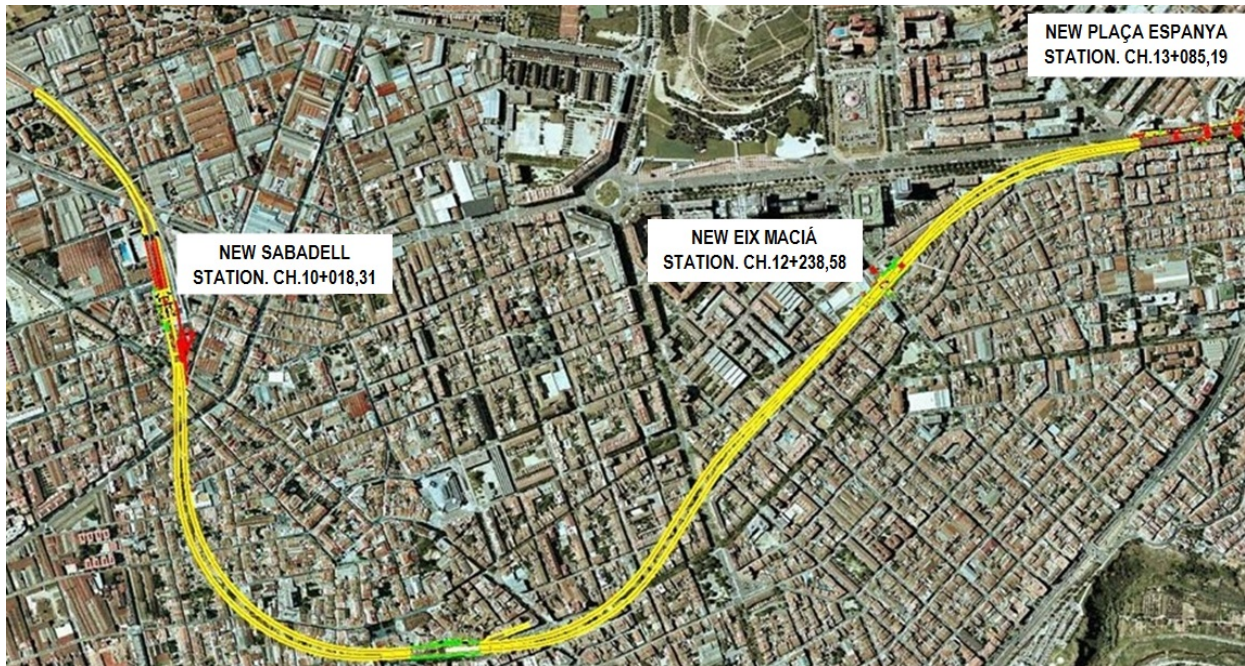 NEW PLAÇA ESPANYA
STATION. CH.13+085,19
NEW SABADELL
STATION. CH.10+018,31
NEW EIX MACIÁ
STATION. CH.12+238,58